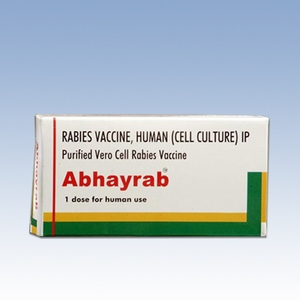 RABIES VACCINE, HUMAN (CELL CULTURE) IP
Purified Vero Cell Rabies Vaccine
Abhayrab®
1 dose for human use